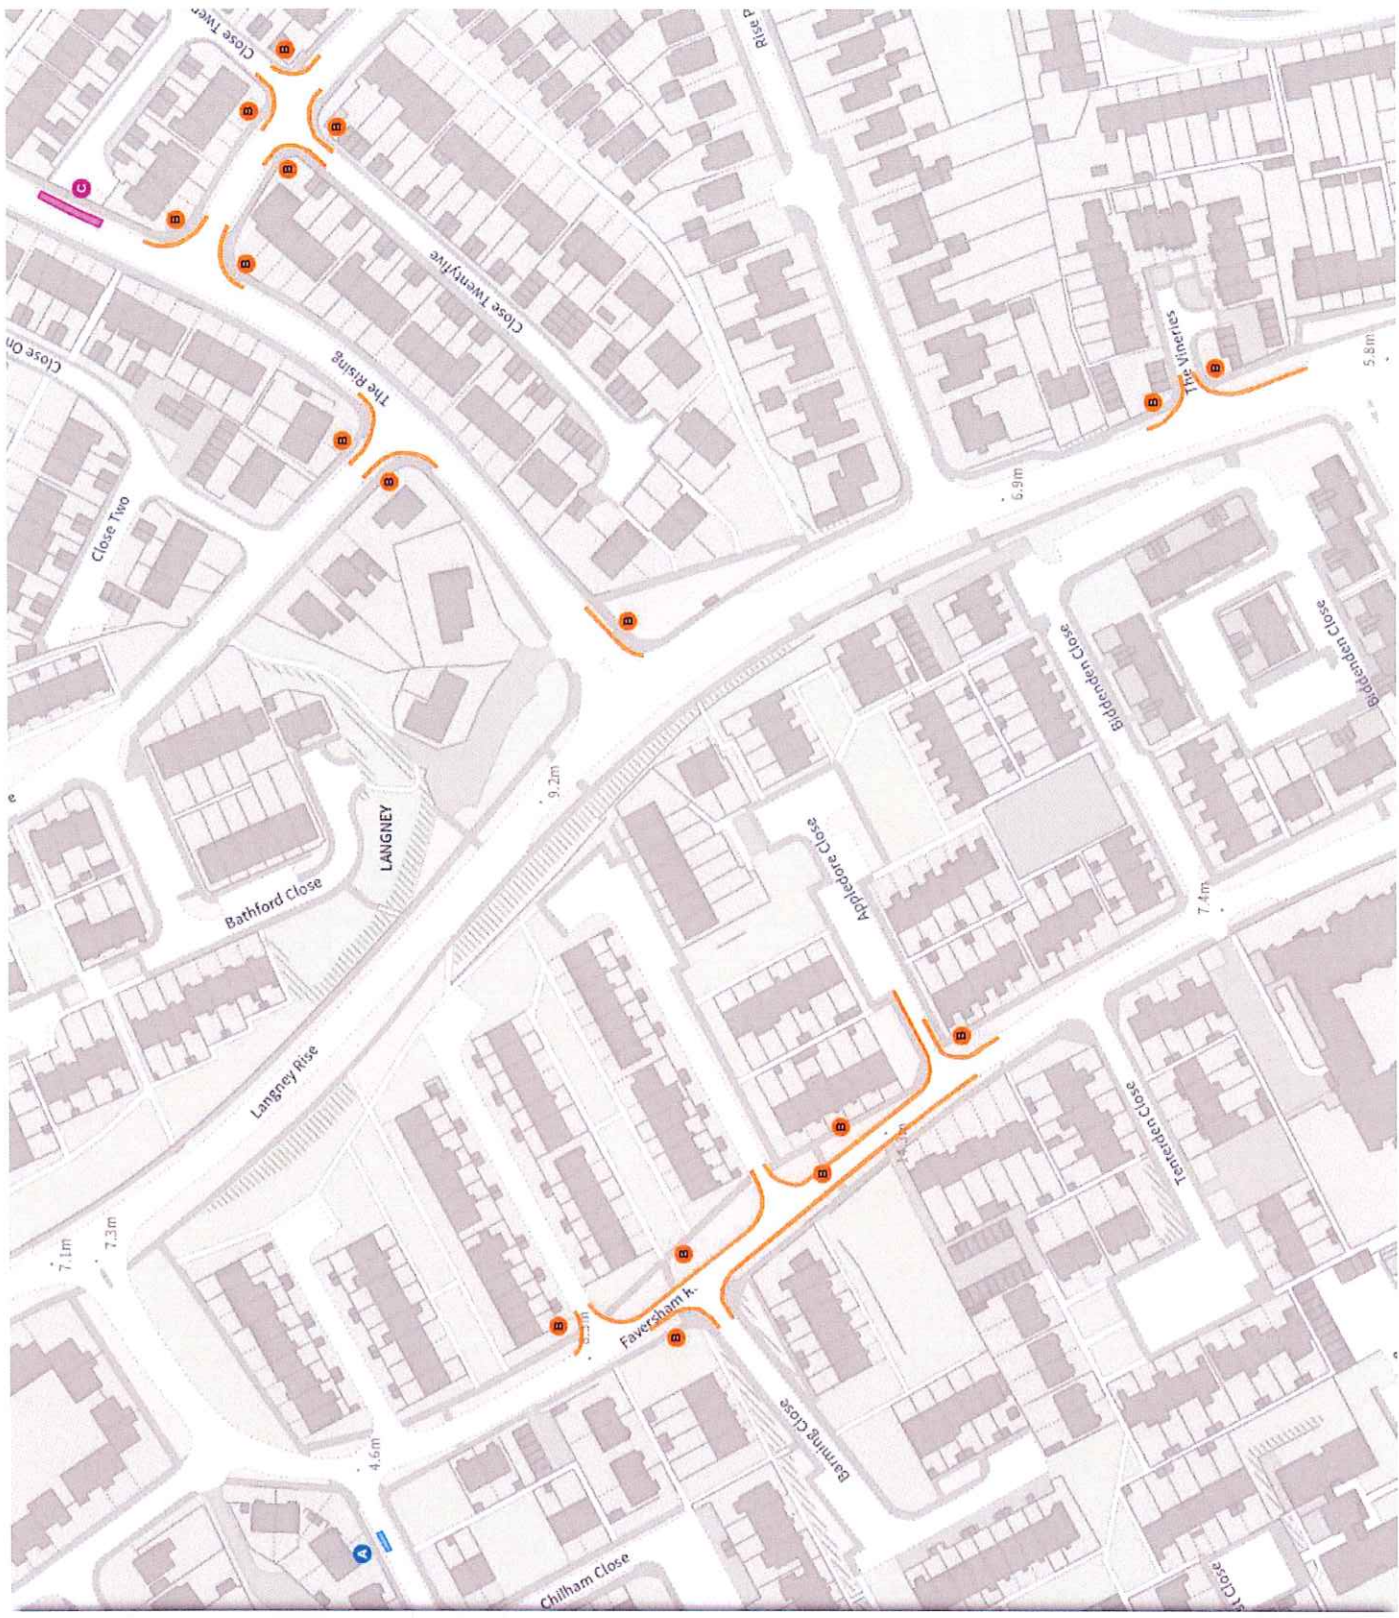 Close Twen
B
B
B
Rise P
C
B
B
B
Close Twentyfive
Close On
The Rising
B
B
Close Two
The Vineries
B
B
5.8m
6.9m
B
Biddenden Close
Biddenden Close
9.2m
LANGNEY
Bathford Close
Appledore Close
7.4m
Langney Rise
B
B
B
Tenterden Close
7.1m
7.3m
B
B
B
Faversham R
Barming Close
4.6m
A
Chilham Close
st Close